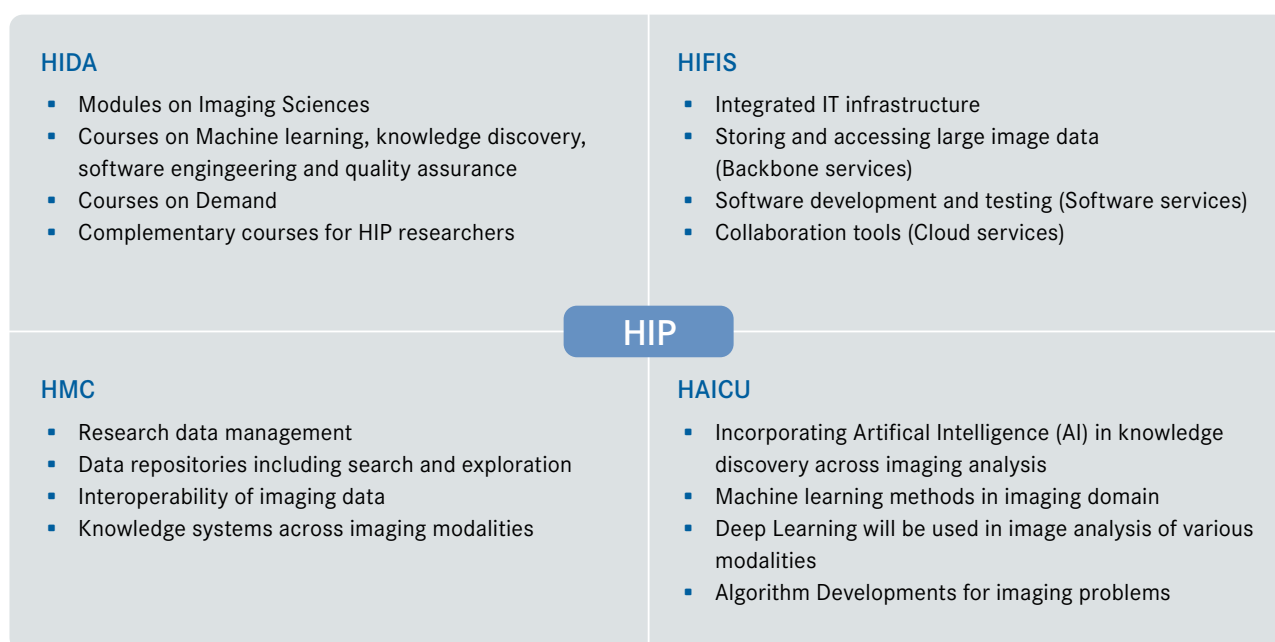 HIDA
▪ Modules on Imaging Sciences
▪ Courses on Machine learning, knowledge discovery,
software engingeering and quality assurance
▪ Courses on Demand
▪ Complementary courses for HIP researchers
HIFIS
▪ Integrated IT infrastructure
▪ Storing and accessing large image data
(Backbone services)
▪ Software development and testing (Software services)
▪ Collaboration tools (Cloud services)
HIP
HMC
▪ Research data management
▪ Data repositories including search and exploration
▪ Interoperability of imaging data
▪ Knowledge systems across imaging modalities
HAICU
▪ Incorporating Artifical Intelligence (AI) in knowledge
discovery across imaging analysis
▪ Machine learning methods in imaging domain
▪ Deep Learning will be used in image analysis of various
modalities
▪ Algorithm Developments for imaging problems